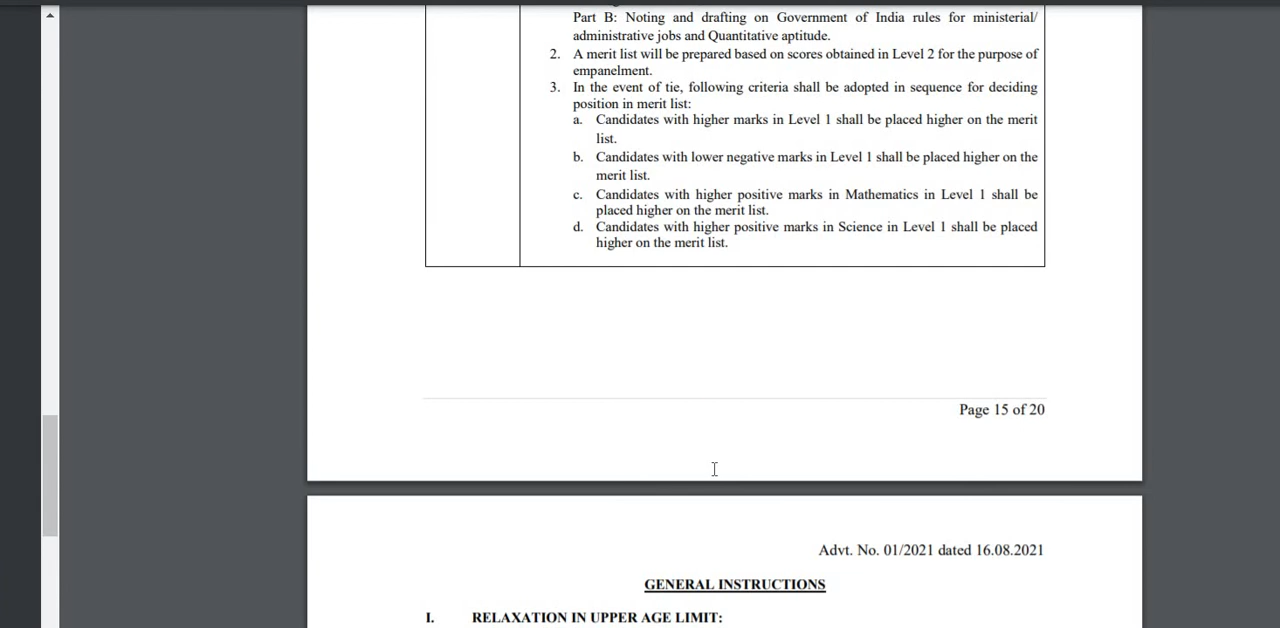 Part B: Noting and drafting on Government of India rules for ministerial/
administrative jobs and Quantitative aptitude.
2. A merit list will be prepared based on scores obtained in Level 2 for the purpose of
empanelment.
3. In the event of tie, following criteria shall be adopted in sequence for deciding
position in merit list:
a. Candidates with higher marks in Level 1 shall be placed higher on the merit
list.
b. Candidates with lower negative marks in Level 1 shall be placed higher on the
merit list.
c. Candidates with higher positive marks in Mathematics in Level 1 shall be
placed higher on the merit list.
d. Candidates with higher positive marks in Science in Level 1 shall be placed
higher on the merit list.
Page 15 of 20
Advt. No. 01/2021 dated 16.08.2021
GENERAL INSTRUCTIONS
I. RELAXATION IN UPPER AGE LIMIT: